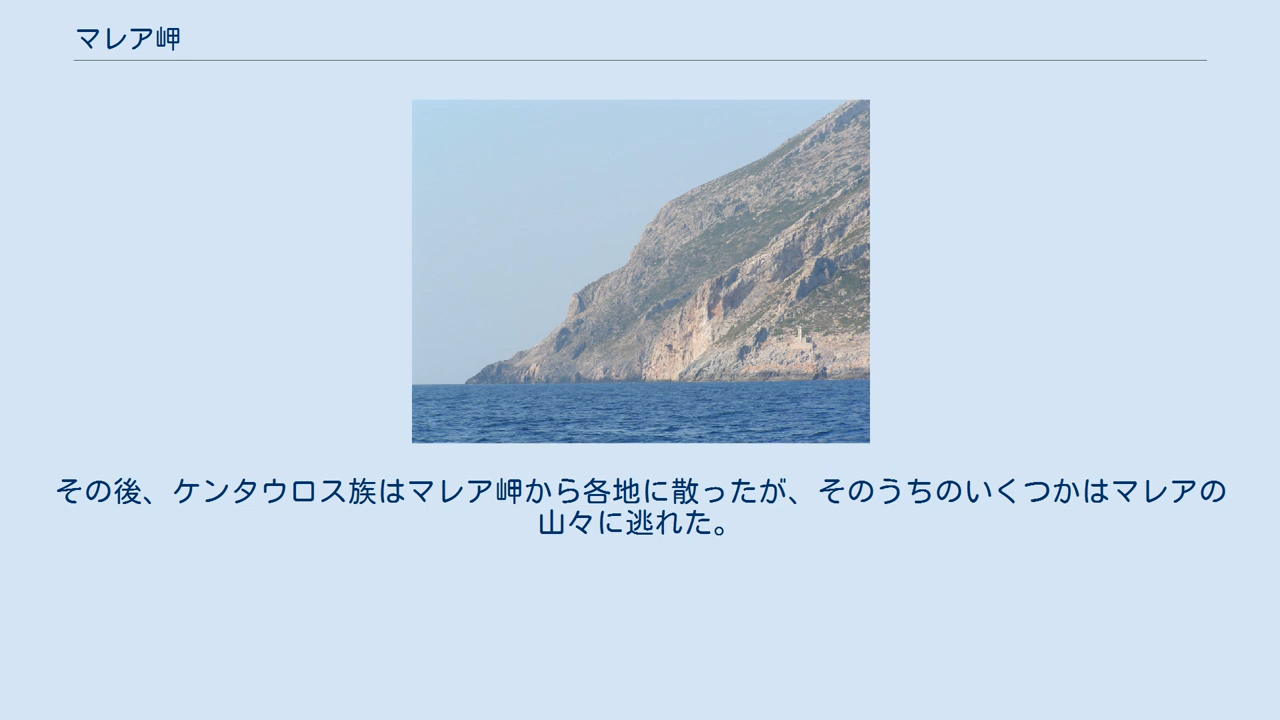 マレア岬
その後、ケンタウロス族はマレア岬から各地に散ったが、そのうちのいくつかはマレアの
山々に逃れた。